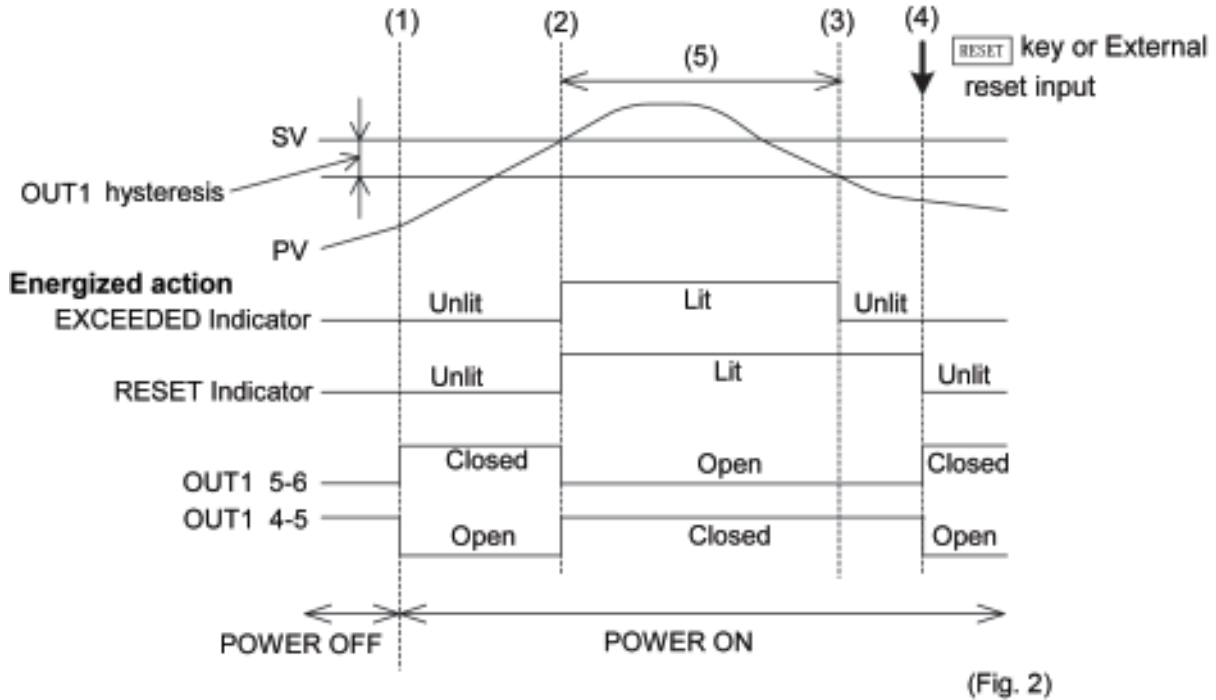 (1) (2) (3) (4)
RESET key or External
reset input
(5)
SV
OUT1 hysteresis
PV
Energized action
EXCEEDED Indicator Unlit Lit Unlit
RESET Indicator Unlit Lit Unlit
OUT1 5-6 Closed Open Closed
OUT1 4-5 Open Closed Open
POWER OFF POWER ON
(Fig. 2)